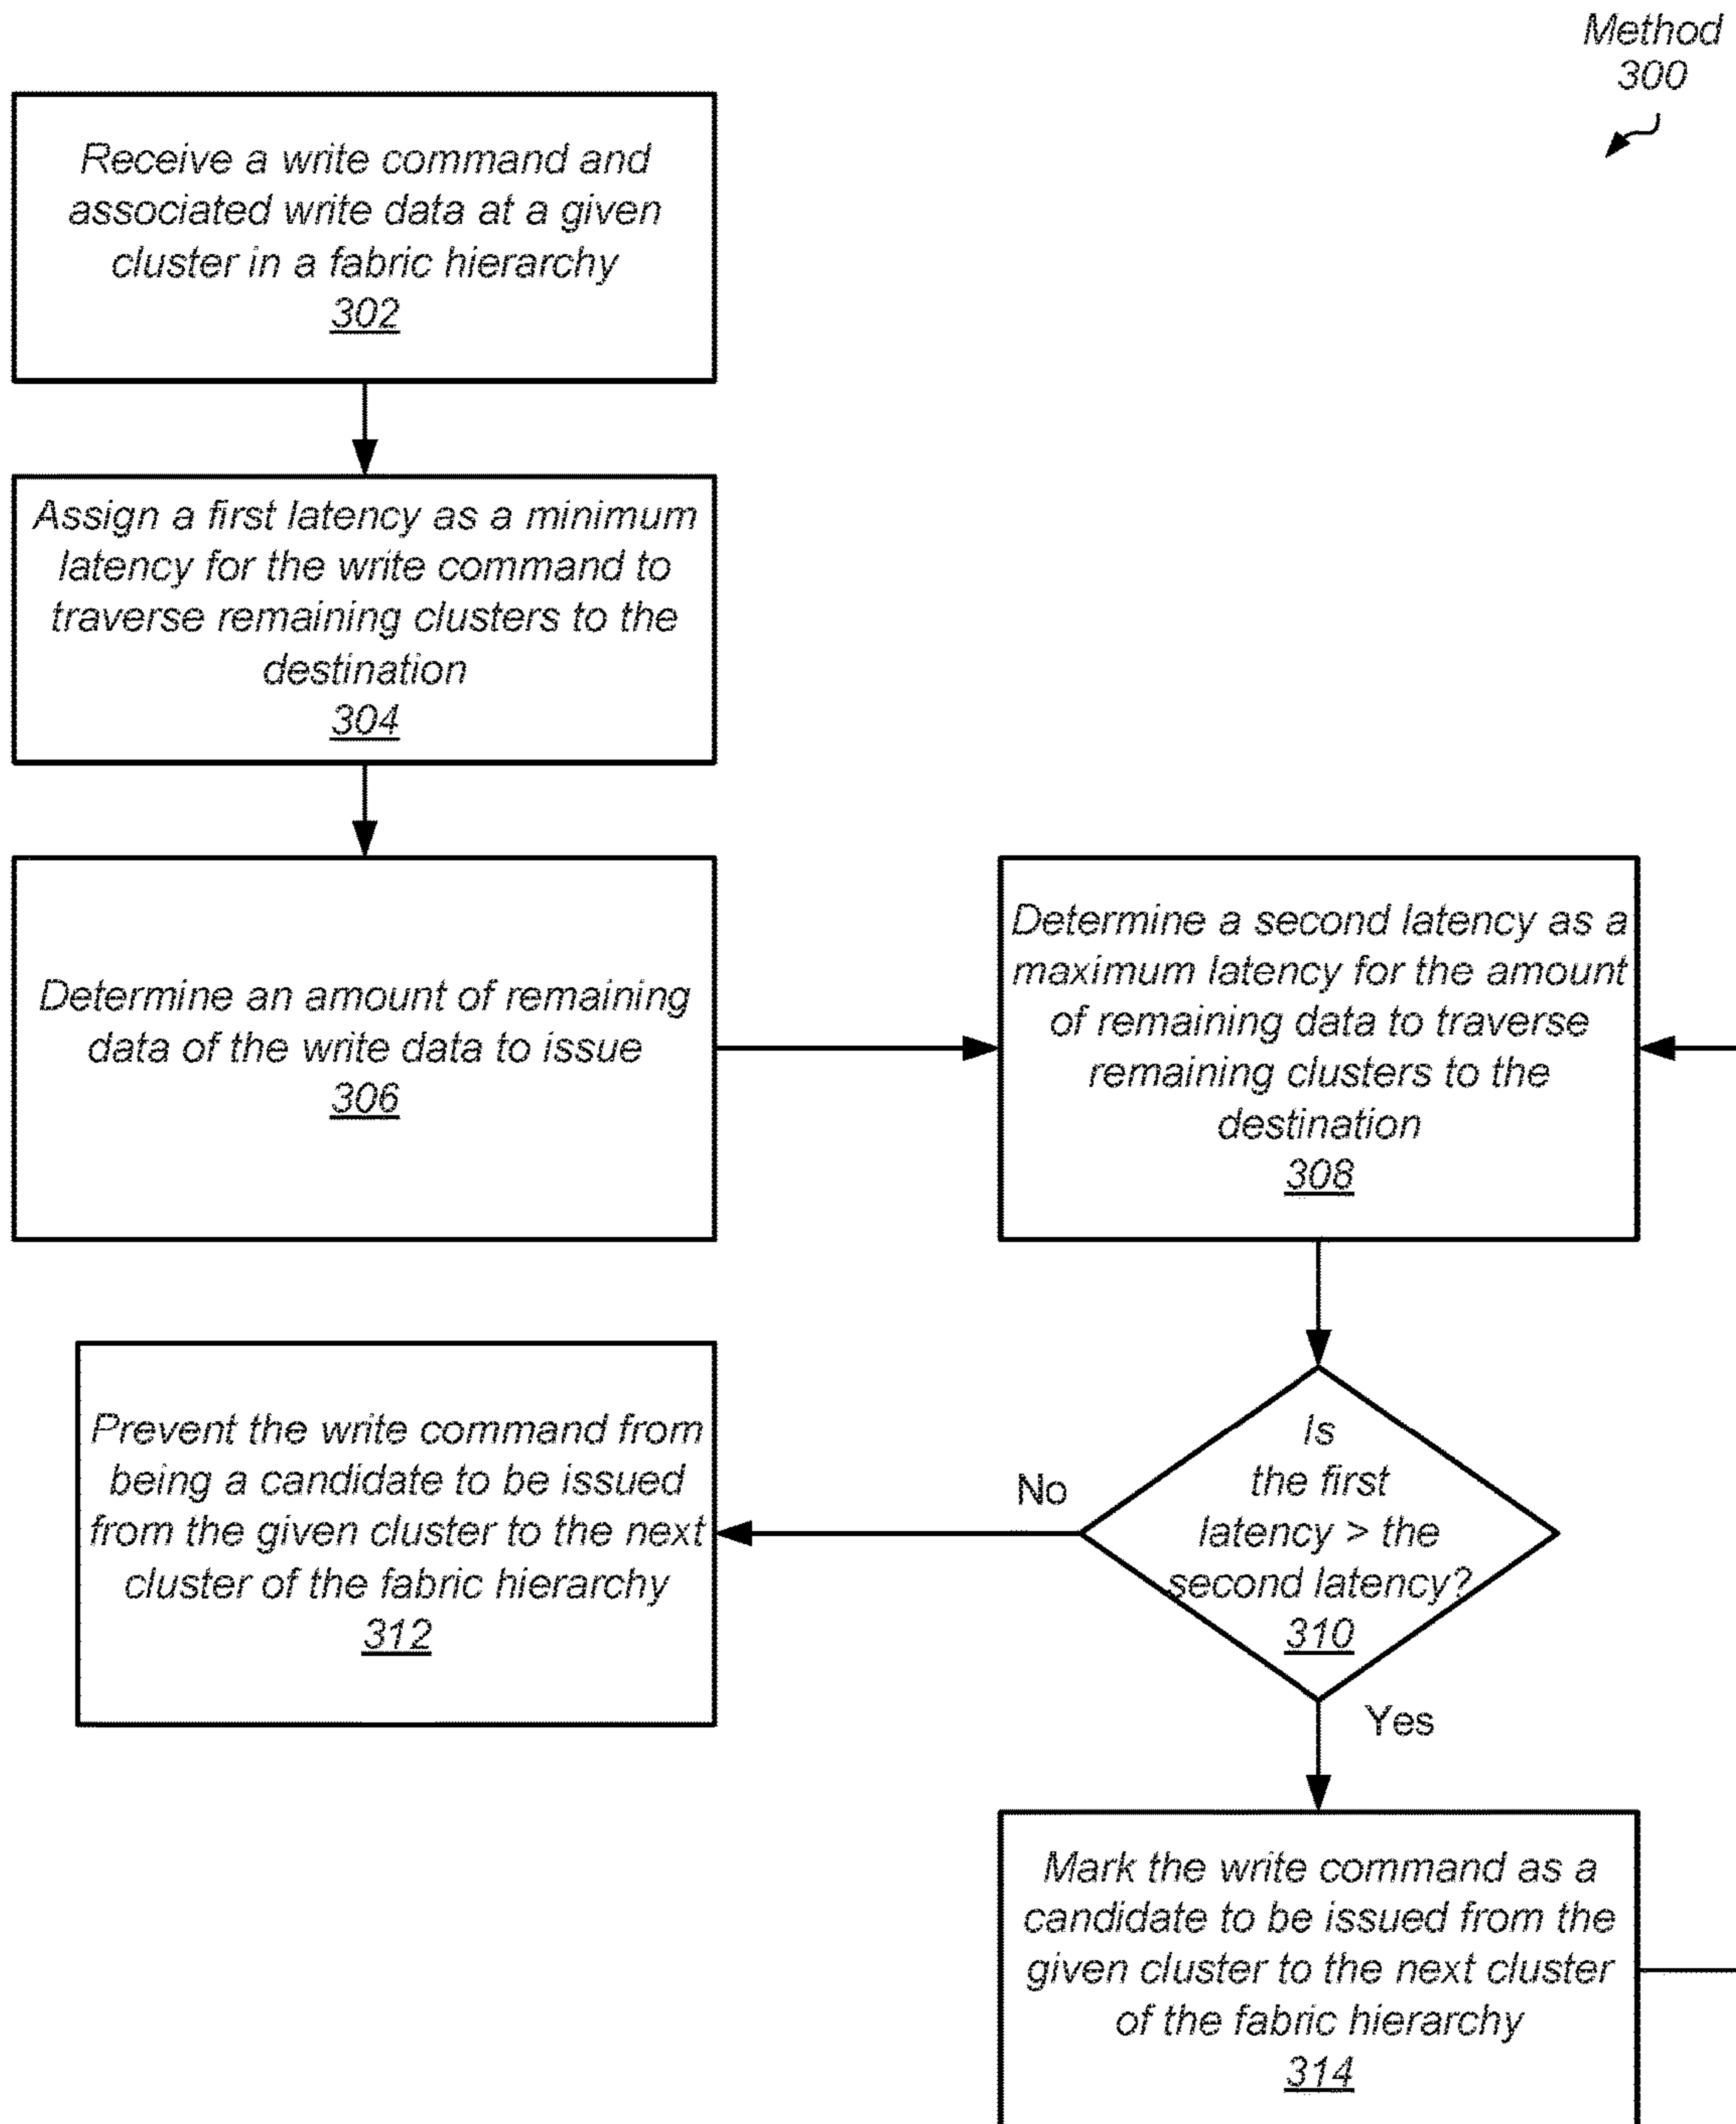 Method
300
Receive a write command and
associated write data at a given
cluster in a fabric hierarchy
302
Assign a first latency as a minimum
latency for the write command to
traverse remaining clusters to the
destination
304
Determine an amount of remaining
data of the write data to issue
306
Determine a second latency as a
maximum latency for the amount
of remaining data to traverse
remaining clusters to the
destination
308
Is
the first
latency > the
second latency?
310
No
Yes
Prevent the write command from
being a candidate to be issued
from the given cluster to the next
cluster of the fabric hierarchy
312
Mark the write command as a
candidate to be issued from the
given cluster to the next cluster
of the fabric hierarchy
314